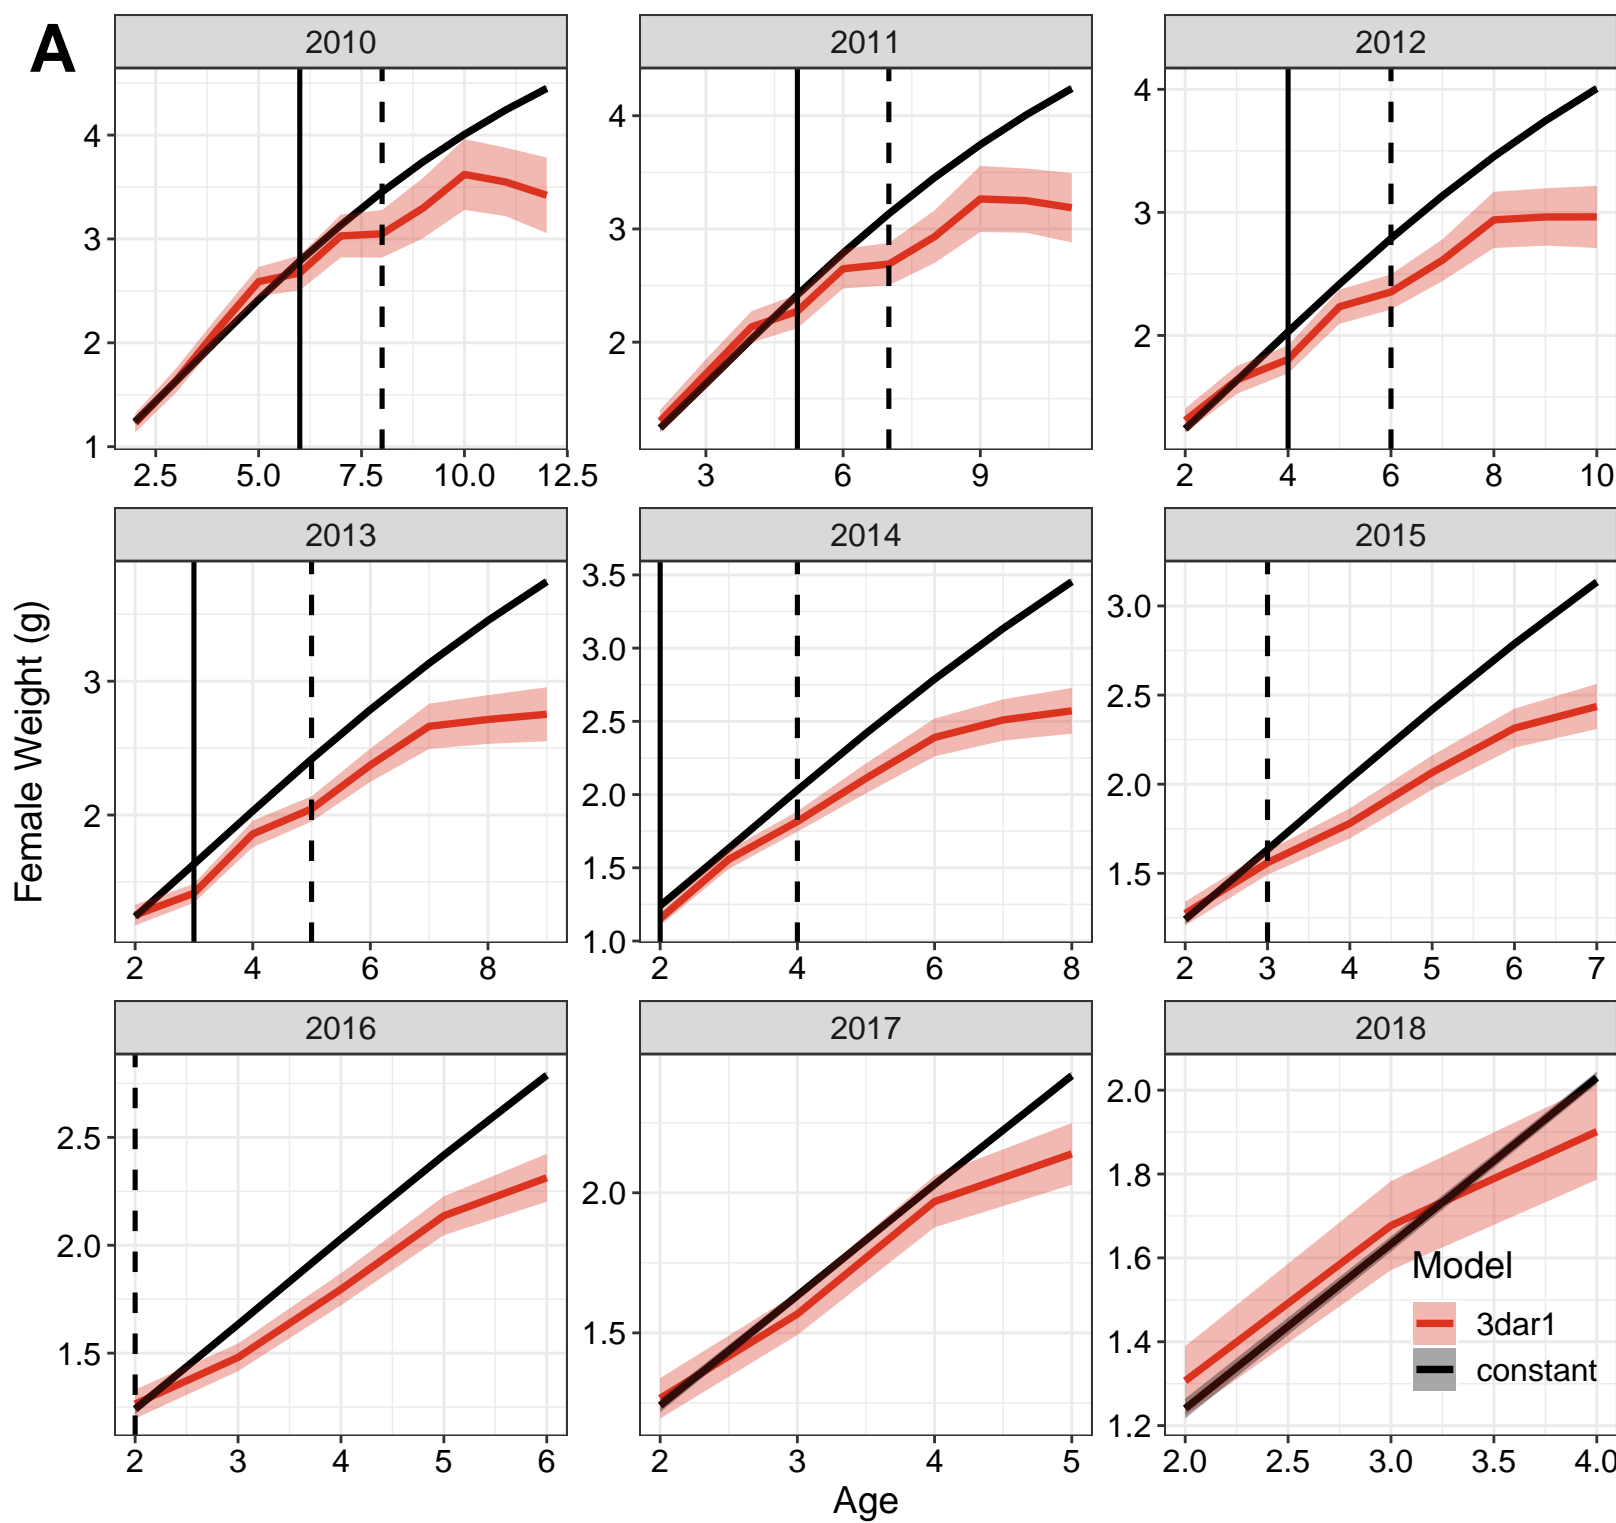 A
2010 2011 2012
4 3 2 1
2.5 5.0 7.5 10.0 12.5
4 3 2
3 6 9
4 3 2
2 4 6 8 10
2013 2014 2015
Female Weight (g)
3 2
2 4 6 8
3.5 3.0 2.5 2.0 1.5 1.0
2 4 6 8
3.0 2.5 2.0 1.5
2 3 4 5 6 7
2016 2017 2018
2.5 2.0 1.5
2 3 4 5 6
2.0 1.5
2 3 4 5
2.0 1.8 1.6 1.4 1.2
Model
3dar1
constant
2.0 2.5 3.0 3.5 4.0
Age